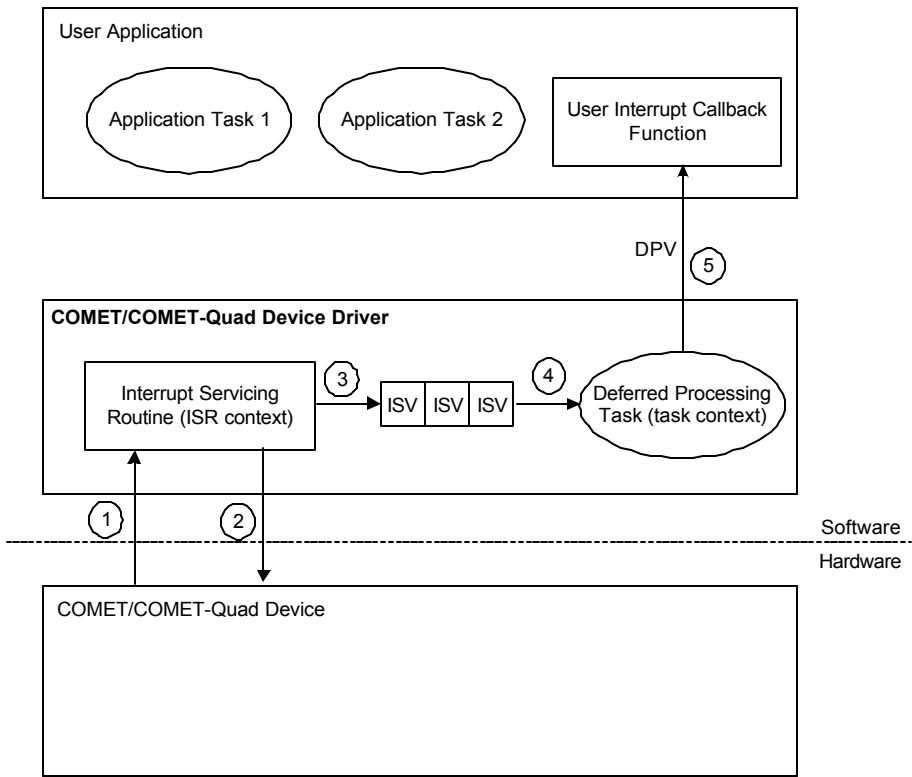 User Application
Application Task 1
Application Task 2
User Interrupt Callback
Function
DPV
5
COMET/COMET-Quad Device Driver
Interrupt Servicing
Routine (ISR context)
3
ISV ISV ISV
4
Deferred Processing
Task (task context)
1
2
Software
Hardware
COMET/COMET-Quad Device